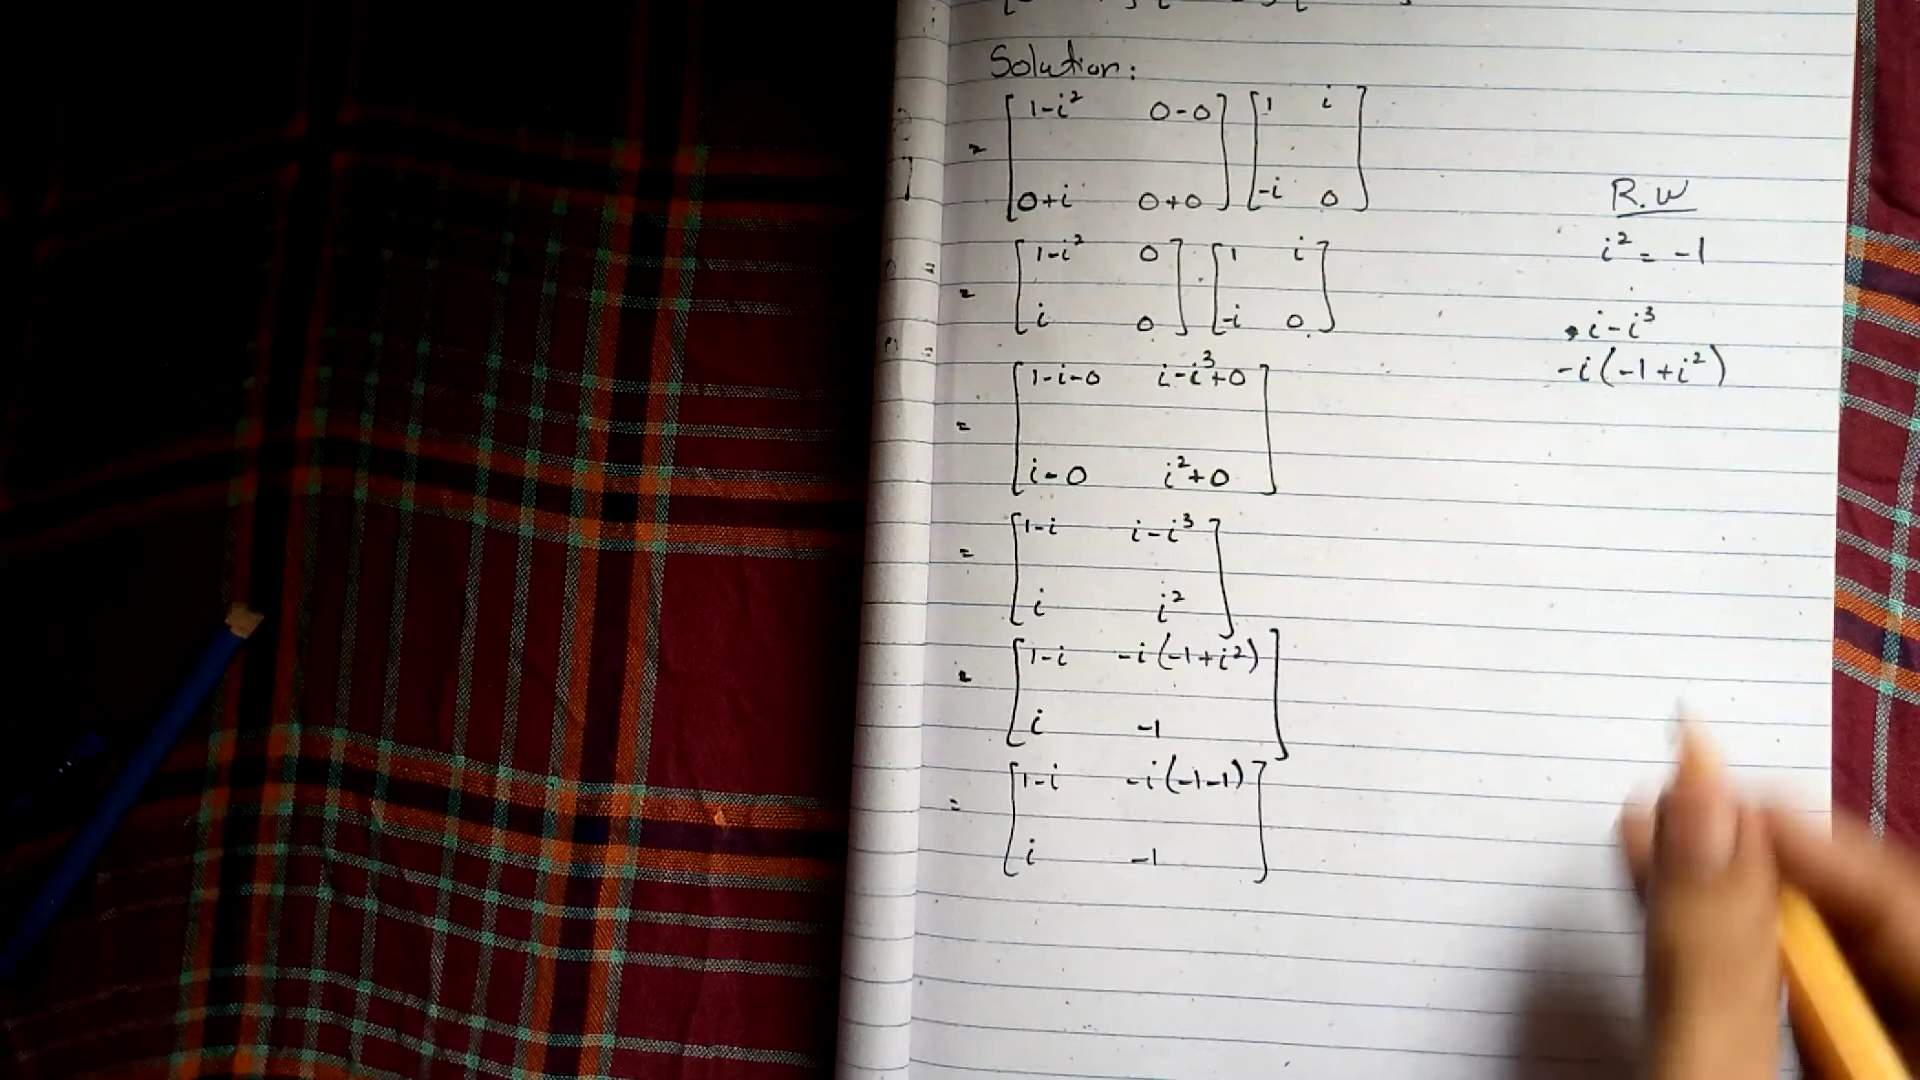 Solution:
= [1-i² 0-0] [1 i]
[0+i 0+0] [-i 0]
= [1-i² 0] . [1 i]
[i 0] [-i 0]
= [1-i-0 i-i³+0]
[i-0 i²+0]
= [1-i i-i³]
[i i²]
= [1-i -i(-1+i²)]
[i -1]
= [1-i -i(-1-1)]
[i -1]
R.W
i² = -1
i-i³
-i(-1+i²)